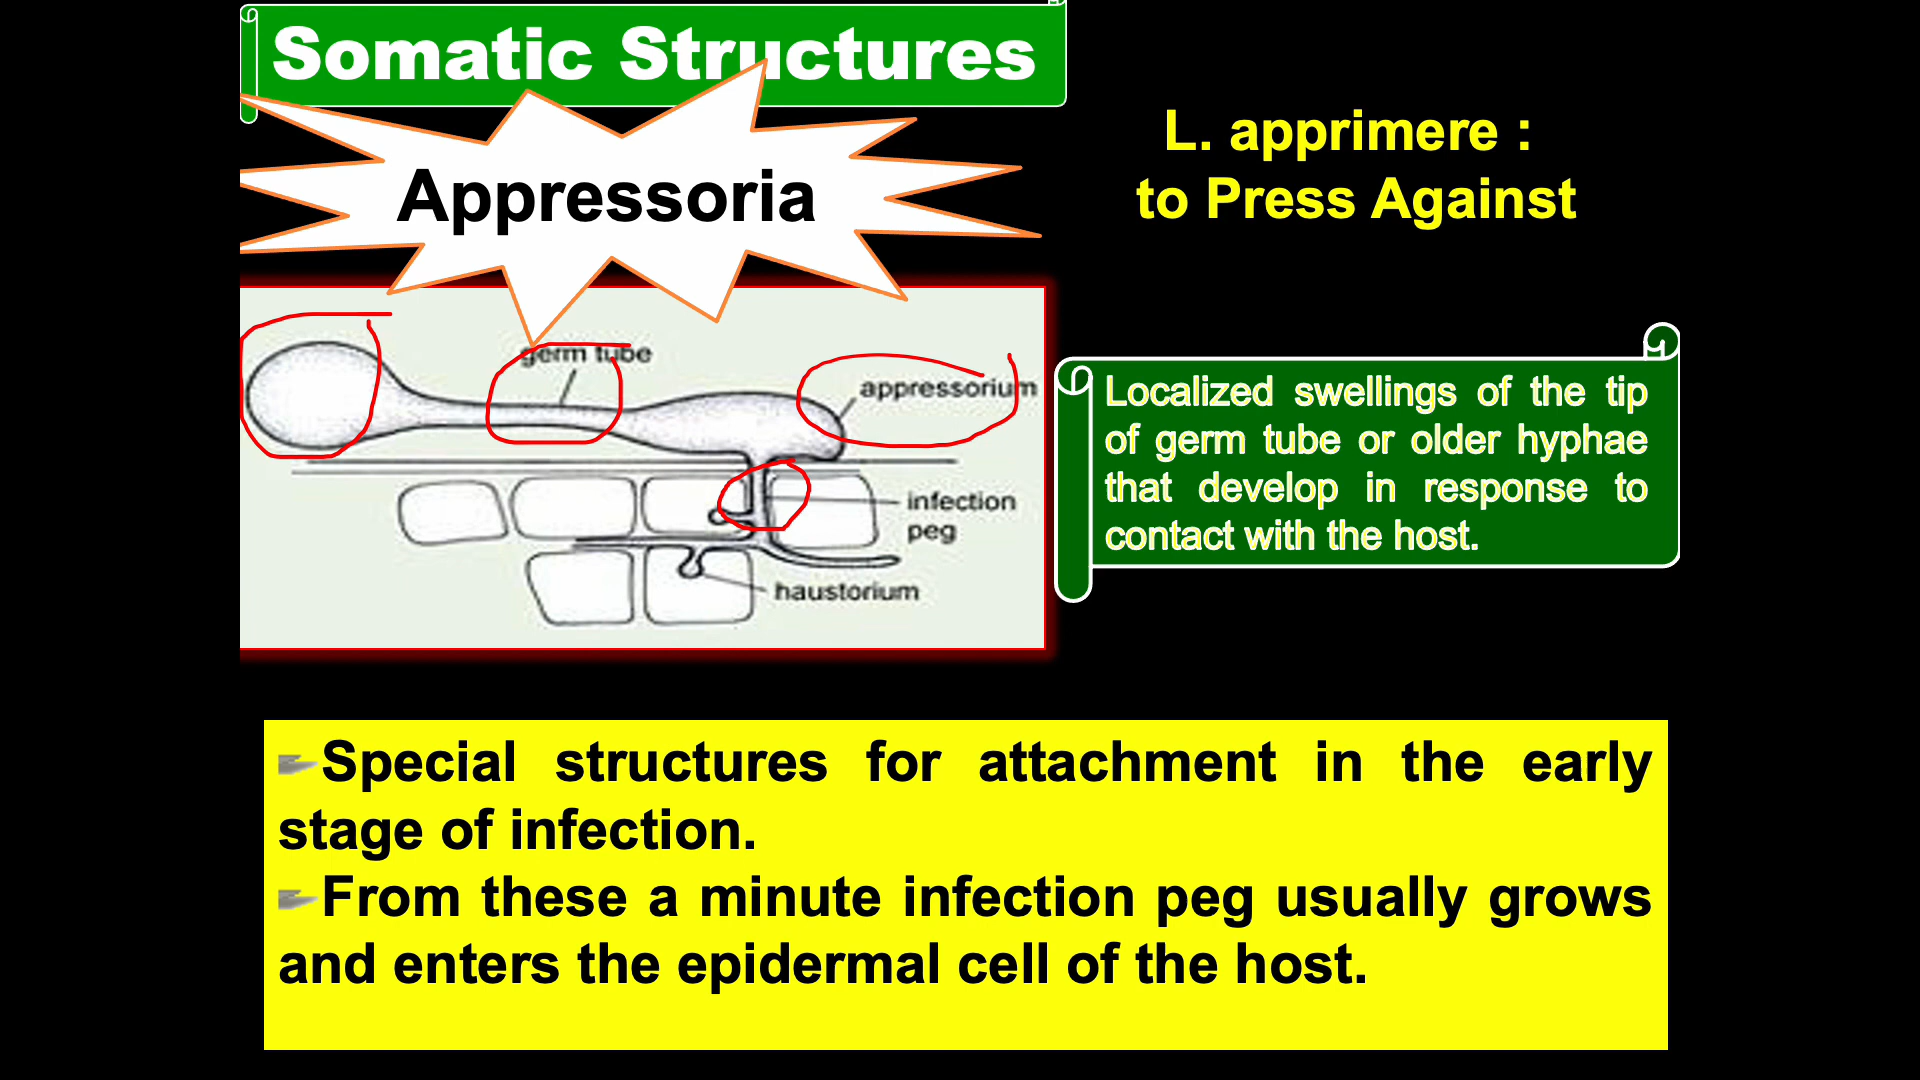 Somatic Structures
Appressoria
L. apprimere :
to Press Against
germ tube
appressorium
infection
peg
haustorium
Localized swellings of the tip
of germ tube or older hyphae
that develop in response to
contact with the host.
Special structures for attachment in the early
stage of infection.
From these a minute infection peg usually grows
and enters the epidermal cell of the host.